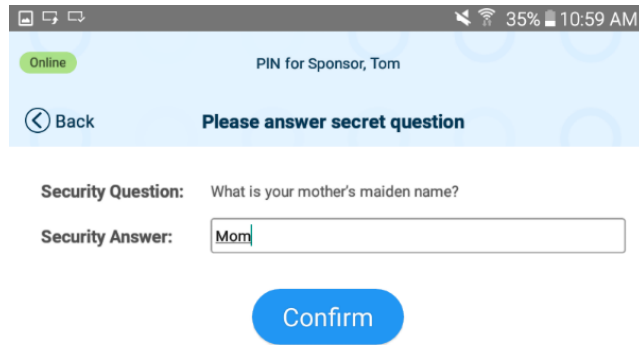 35% 10:59 AM
Online PIN for Sponsor, Tom
Back Please answer secret question
Security Question: What is your mother's maiden name?
Security Answer: Mom
Confirm